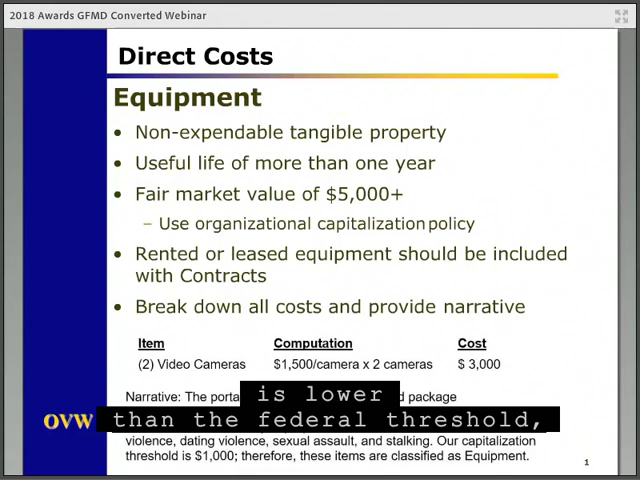 2018 Awards GFMD Converted Webinar
Direct Costs
Equipment
• Non-expendable tangible property
• Useful life of more than one year
• Fair market value of $5,000+
– Use organizational capitalization policy
• Rented or leased equipment should be included
with Contracts
• Break down all costs and provide narrative
Item Computation Cost
(2) Video Cameras $1,500/camera x 2 cameras $ 3,000
Narrative: The package
is lower
OVW than the federal threshold,
violence, dating violence, sexual assault, and stalking. Our capitalization
threshold is $1,000; therefore, these items are classified as Equipment.
1